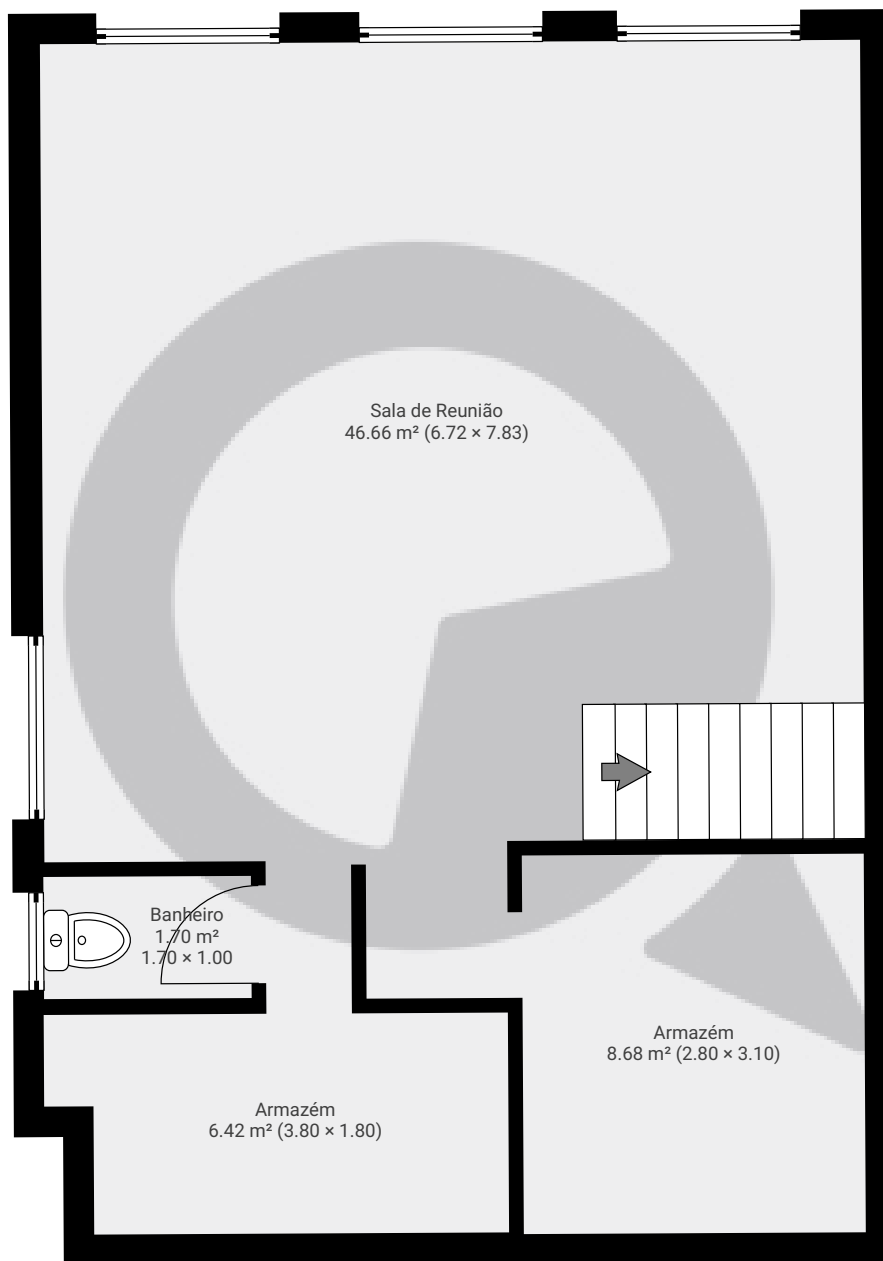 Sala de Reunião
46.66 m² (6.72 × 7.83)
Banheiro
1.70 m²
1.70 × 1.00
Armazém
8.68 m² (2.80 × 3.10)
Armazém
6.42 m² (3.80 × 1.80)